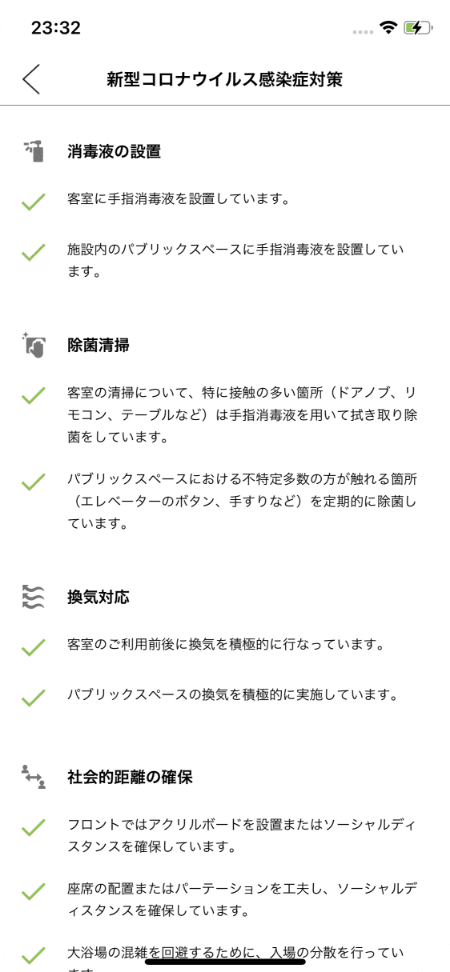 23:32
新型コロナウイルス感染症対策
消毒液の設置
客室に手指消毒液を設置しています。
施設内のパブリックスペースに手指消毒液を設置してい
ます。
除菌清掃
客室の清掃について、特に接触の多い箇所（ドアノブ、リ
モコン、テーブルなど）は手指消毒液を用いて拭き取り除
菌をしています。
パブリックスペースにおける不特定多数の方が触れる箇所
（エレベーターのボタン、手すりなど）を定期的に除菌し
ています。
換気対応
客室のご利用前後に換気を積極的に行なっています。
パブリックスペースの換気を積極的に実施しています。
社会的距離の確保
フロントではアクリルボードを設置またはソーシャルディ
スタンスを確保しています。
座席の配置またはパーテーションを工夫し、ソーシャルデ
ィスタンスを確保しています。
大浴場の混雑を回避するために、入場の分散を行ってい